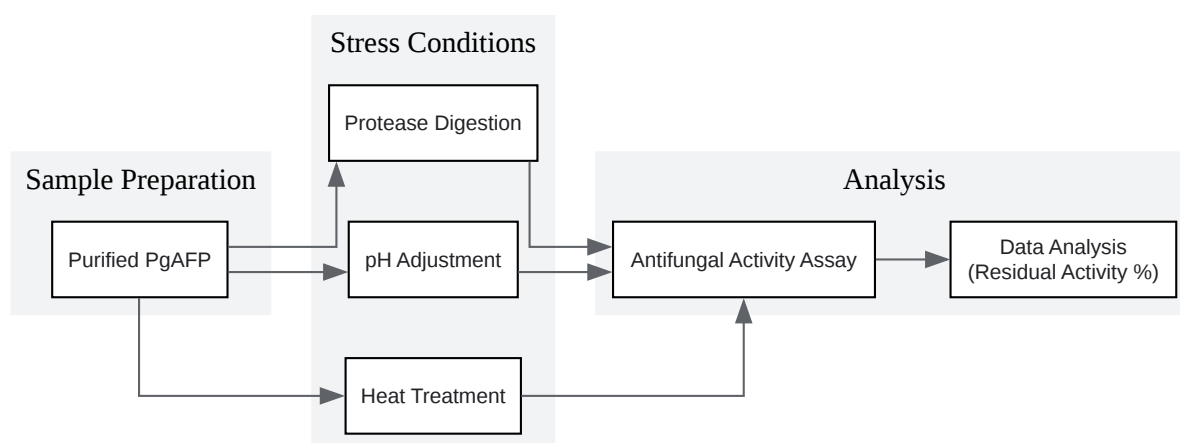 Stress Conditions
Protease Digestion
Sample Preparation
Analysis
Purified PgAFP
pH Adjustment
Antifungal Activity Assay
Data Analysis
(Residual Activity %)
Heat Treatment